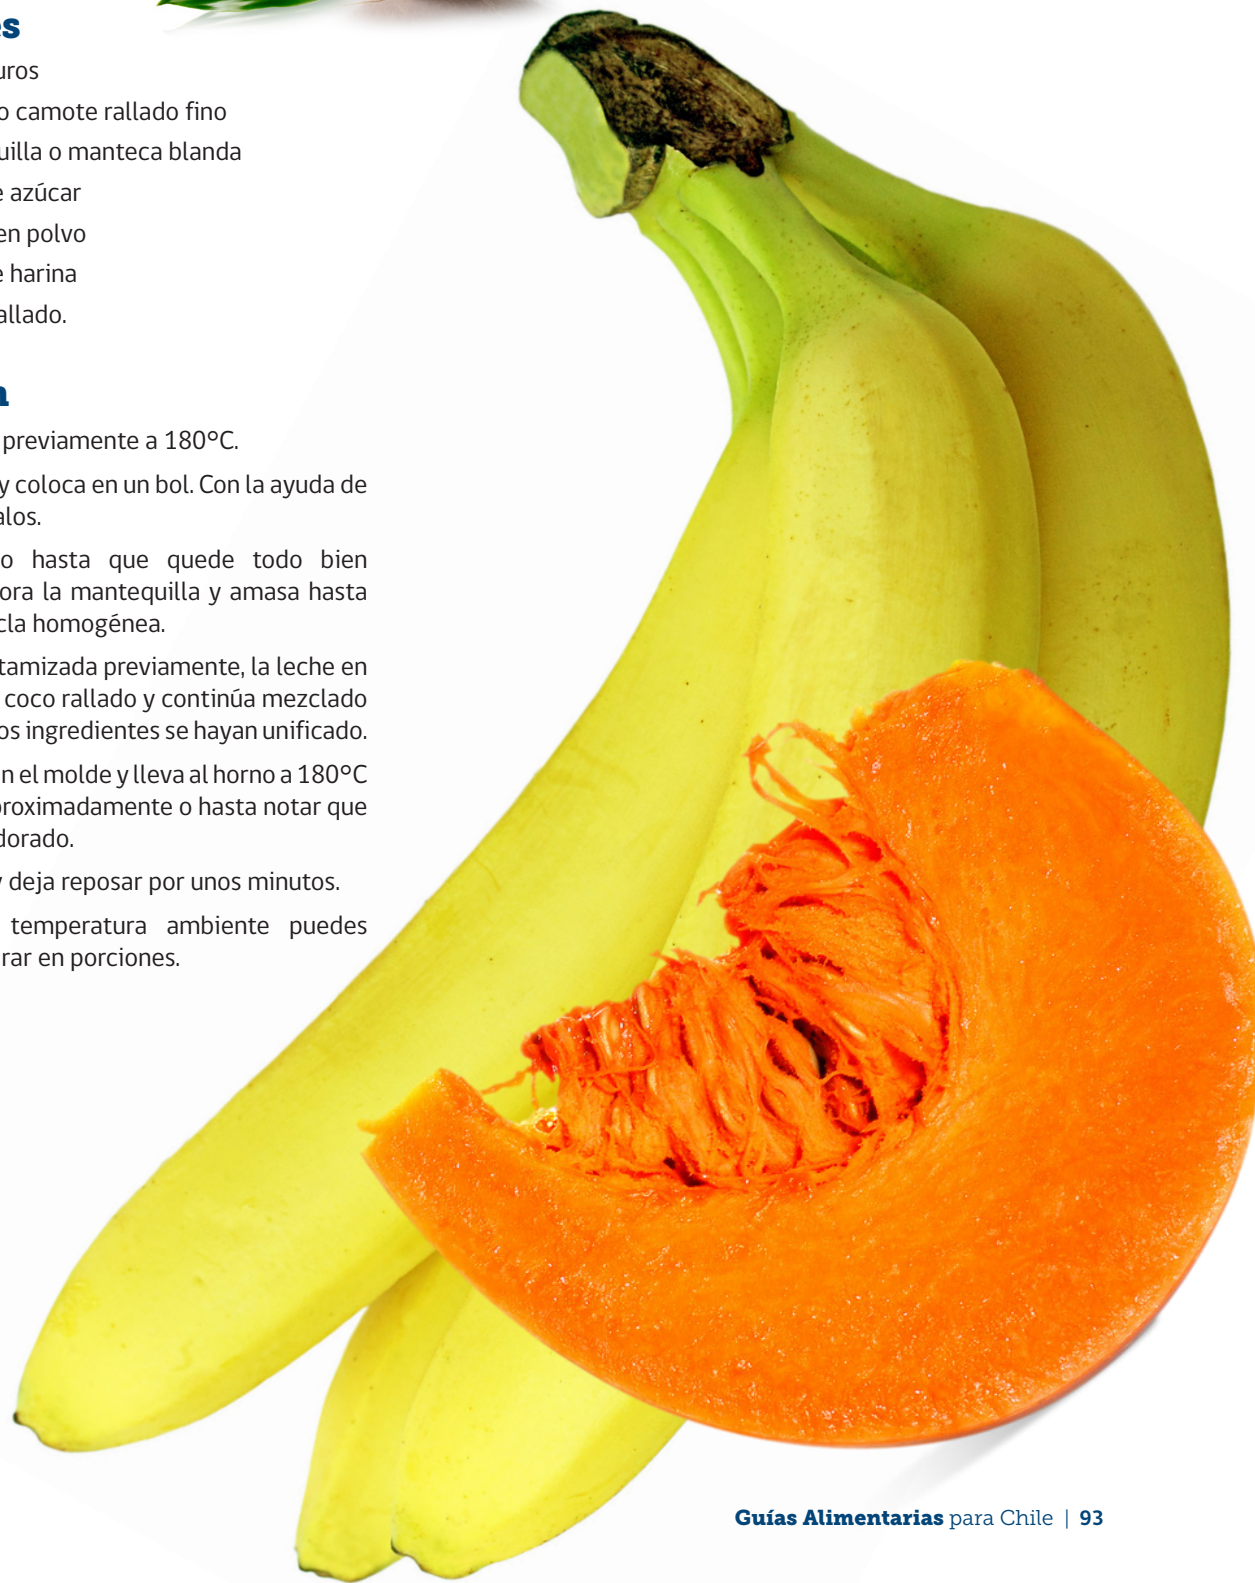 es
uros
o camote rallado fino
uilla o manteca blanda
e azúcar
en polvo
e harina
allado.
n
previamente a 180°C.
y coloca en un bol. Con la ayuda de
alos.
o hasta que quede todo bien
ora la mantequilla y amasa hasta
cla homogénea.
tamizada previamente, la leche en
coco rallado y continúa mezclado
os ingredientes se hayan unificado.
n el molde y lleva al horno a 180°C
proximadamente o hasta notar que
dorado.
y deja reposar por unos minutos.
temperatura ambiente puedes
rar en porciones.
Guías Alimentarias para Chile | 93